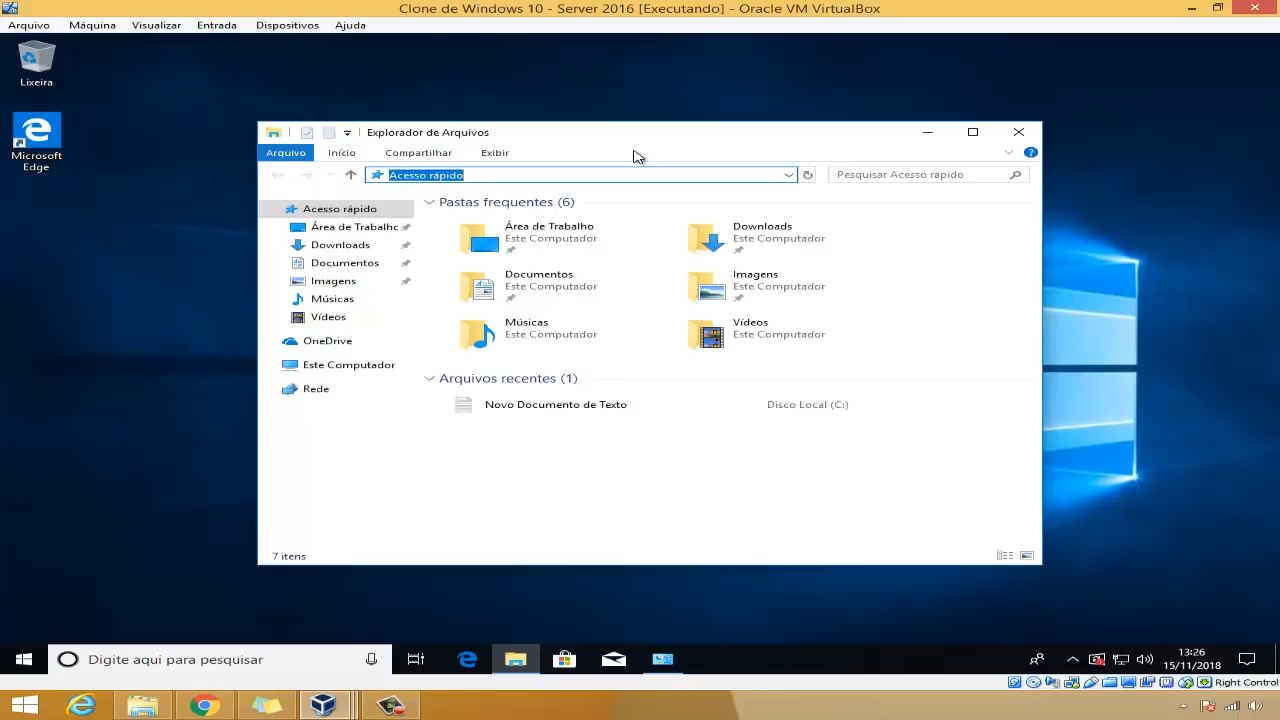 Clone de Windows 10 - Server 2016 [Executando] - Oracle VM VirtualBox
Arquivo Máquina Visualizar Entrada Dispositivos Ajuda
Lixeira
Microsoft
Edge
Explorador de Arquivos
Arquivo Início Compartilhar Exibir
Acesso rápido
Pesquisar Acesso rápido
Acesso rápido
Área de Trabalhc
Downloads
Documentos
Imagens
Músicas
Vídeos
OneDrive
Este Computador
Rede
Pastas frequentes (6)
Área de Trabalho
Este Computador
Downloads
Este Computador
Documentos
Este Computador
Imagens
Este Computador
Músicas
Este Computador
Vídeos
Este Computador
Arquivos recentes (1)
Novo Documento de Texto Disco Local (C:)
7 itens
Digite aqui para pesquisar
13:26
15/11/2018
Right Control